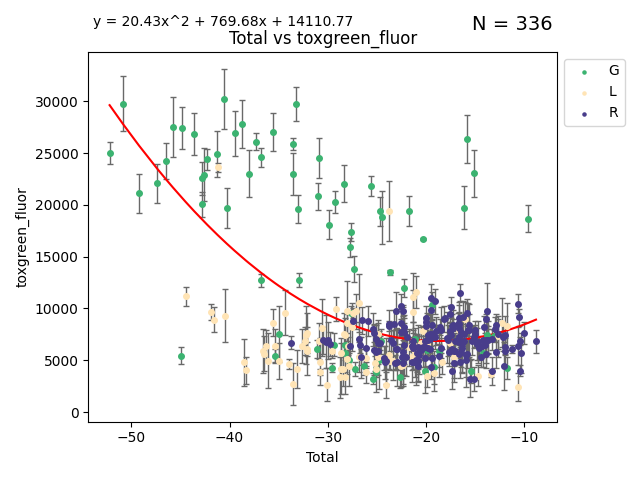 y = 20.43x^2 + 769.68x + 14110.77
N = 336
Total vs toxgreen_fluor
G
L
R
30000
25000
20000
15000
10000
5000
0
toxgreen_fluor
−50
−40
−30
−20
−10
Total